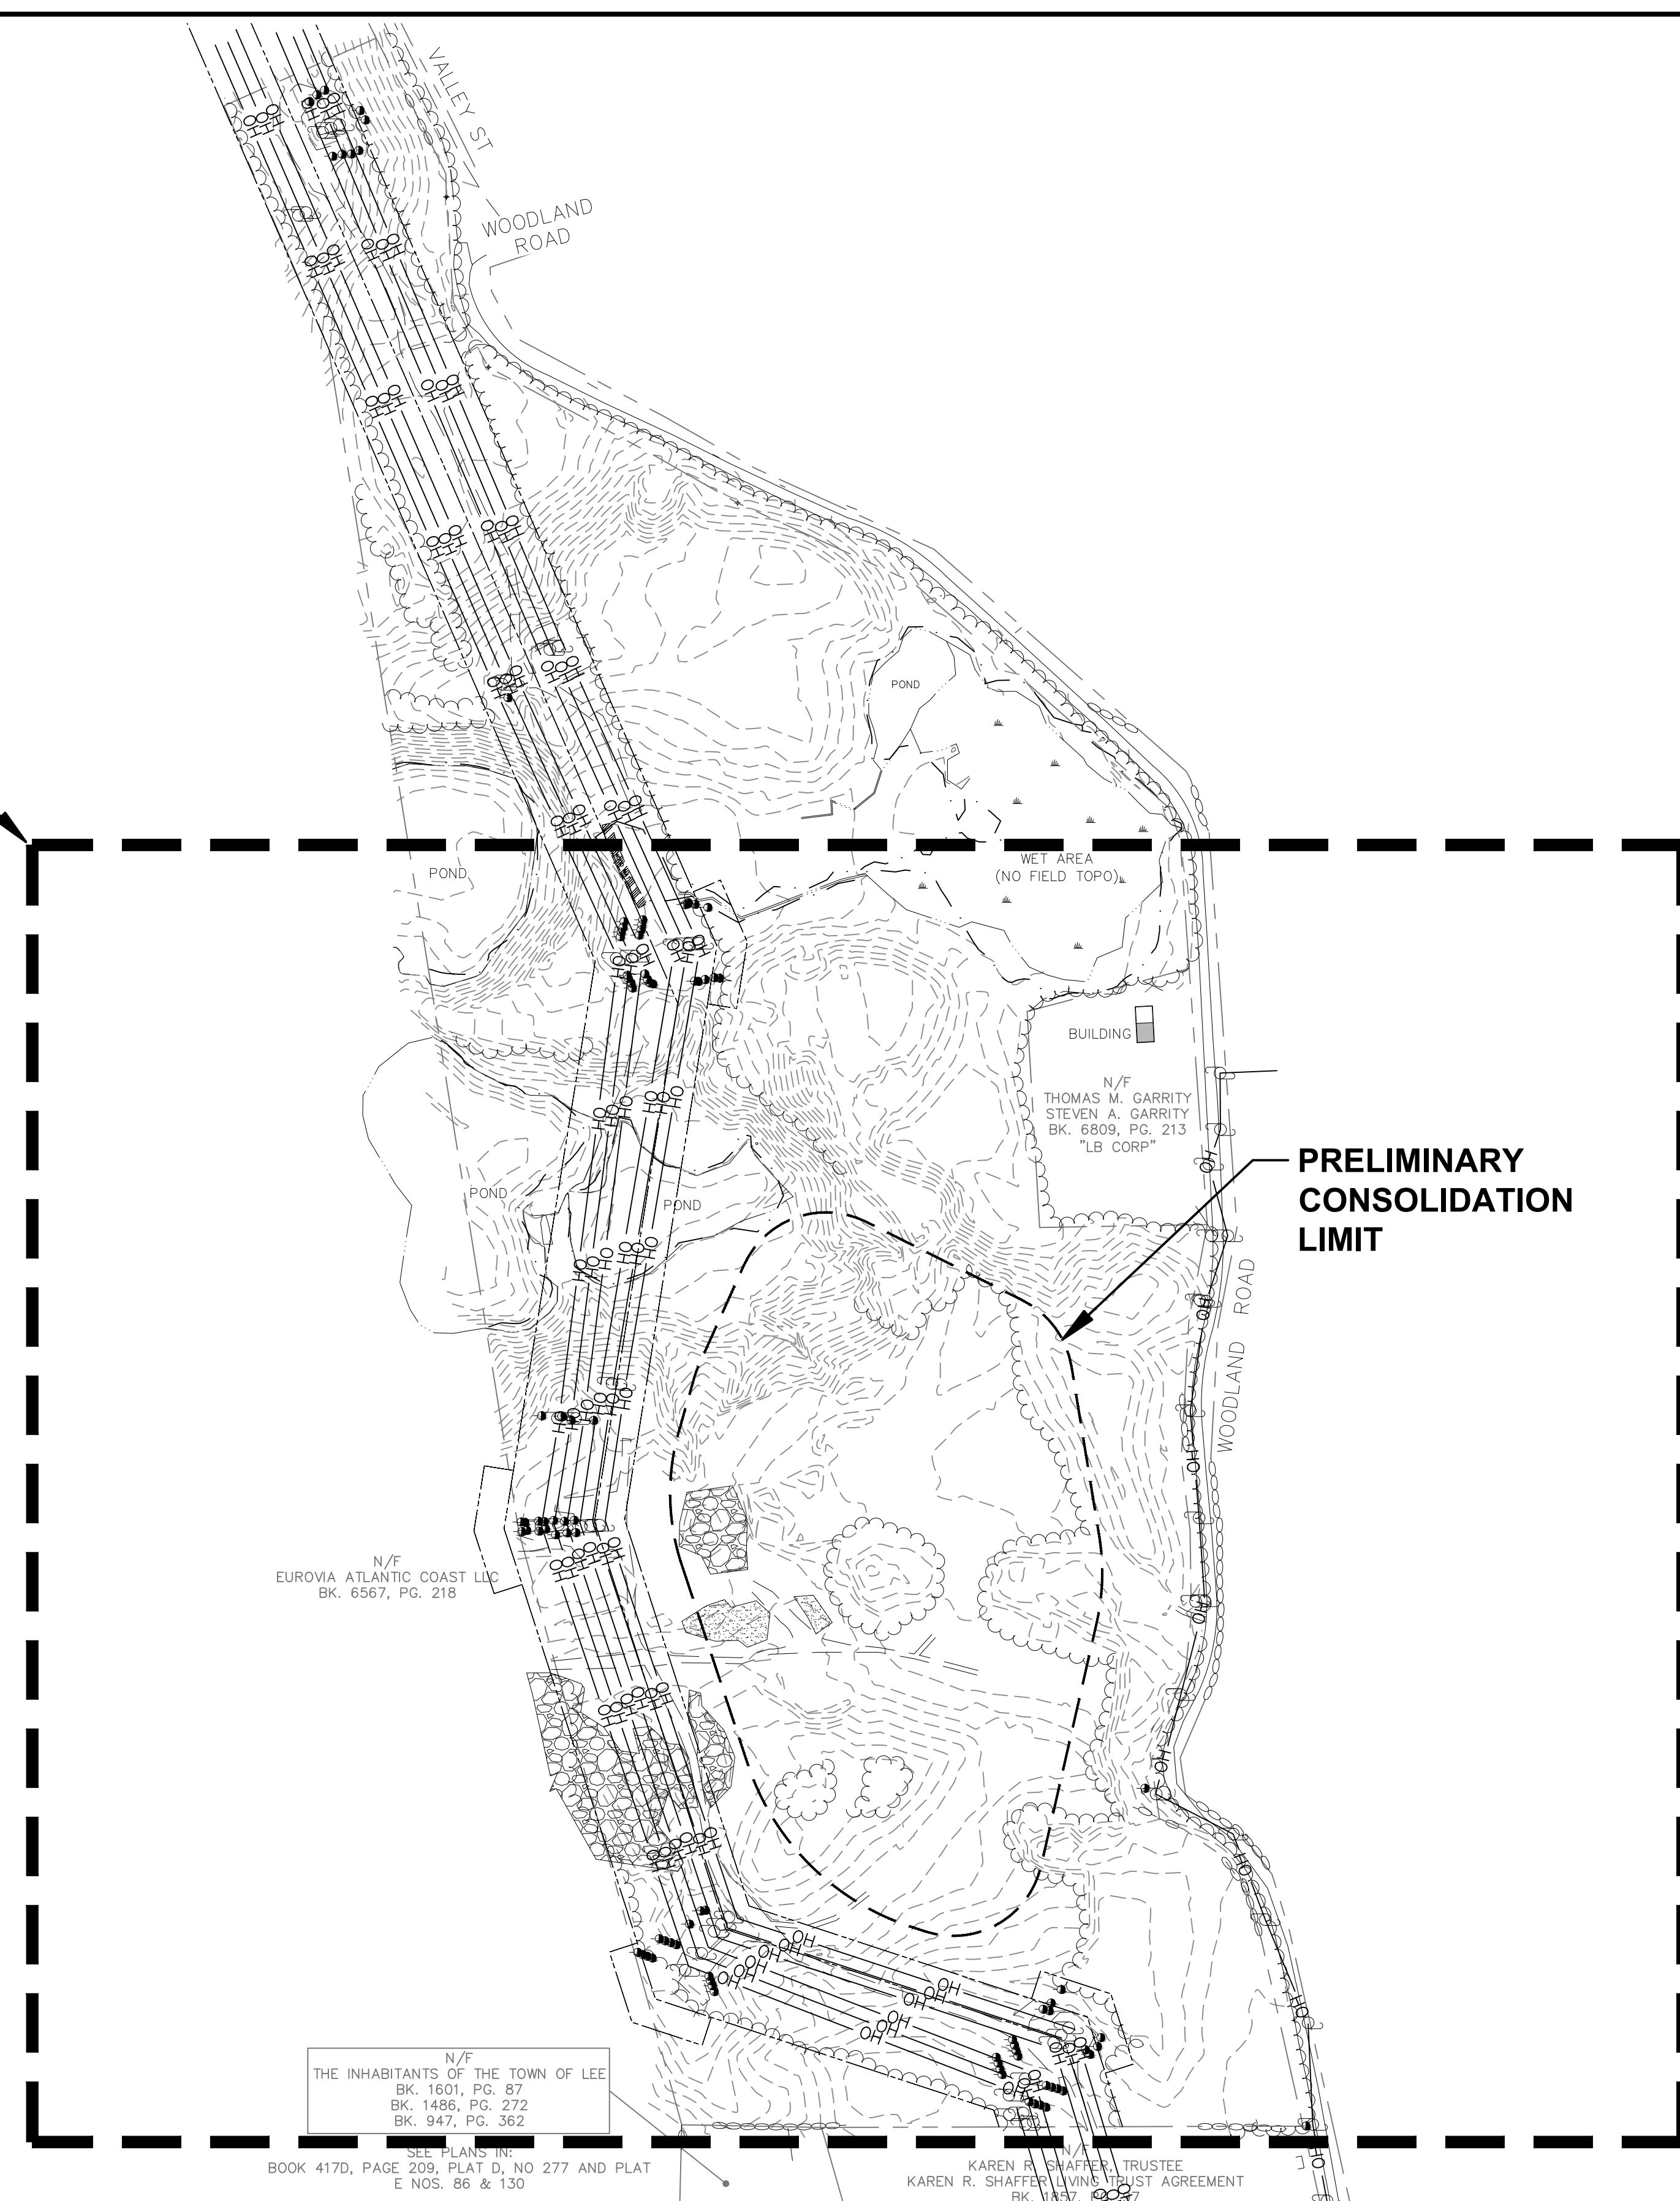 VALLEY ST
WOODLAND
ROAD
POND
WET AREA
(NO FIELD TOPO)
POND
BUILDING
N/F
THOMAS M. GARRITY
STEVEN A. GARRITY
BK. 6809, PG. 213
"LB CORP"
PRELIMINARY
CONSOLIDATION
LIMIT
POND
POND
WOODLAND ROAD
N/F
EUROVIA ATLANTIC COAST LLC
BK. 6567, PG. 218
N/F
THE INHABITANTS OF THE TOWN OF LEE
BK. 1601, PG. 87
BK. 1486, PG. 272
BK. 947, PG. 362
SEE PLANS IN:
BOOK 417D, PAGE 209, PLAT D, NO 277 AND PLAT
E NOS. 86 & 130
N/F
KAREN R. SHAFFER, TRUSTEE
KAREN R. SHAFFER LIVING TRUST AGREEMENT
BK. 1857,